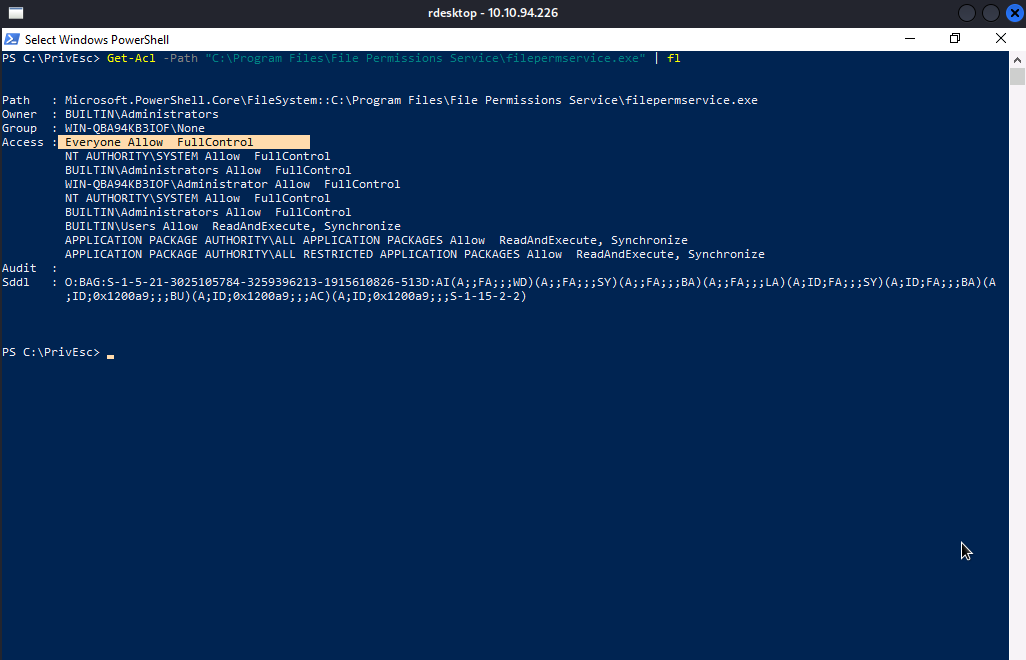 rdesktop - 10.10.94.226
Select Windows PowerShell
PS C:\PrivEsc> Get-Acl -Path "C:\Program Files\File Permissions Service\filepermservice.exe" | fl
Path   : Microsoft.PowerShell.Core\FileSystem::C:\Program Files\File Permissions Service\filepermservice.exe
Owner  : BUILTIN\Administrators
Group  : WIN-QBA94KB3IOF\None
Access : Everyone Allow  FullControl
         NT AUTHORITY\SYSTEM Allow  FullControl
         BUILTIN\Administrators Allow  FullControl
         WIN-QBA94KB3IOF\Administrator Allow  FullControl
         NT AUTHORITY\SYSTEM Allow  FullControl
         BUILTIN\Administrators Allow  FullControl
         BUILTIN\Users Allow  ReadAndExecute, Synchronize
         APPLICATION PACKAGE AUTHORITY\ALL APPLICATION PACKAGES Allow  ReadAndExecute, Synchronize
         APPLICATION PACKAGE AUTHORITY\ALL RESTRICTED APPLICATION PACKAGES Allow  ReadAndExecute, Synchronize
Audit  :
Sddl   : O:BAG:S-1-5-21-3025105784-3259396213-1915610826-513D:AI(A;;FA;;;WD)(A;;FA;;;SY)(A;;FA;;;BA)(A;;FA;;;LA)(A;ID;FA;;;SY)(A;ID;FA;;;BA)(A
         ;ID;0x1200a9;;;BU)(A;ID;0x1200a9;;;AC)(A;ID;0x1200a9;;;S-1-15-2-2)
PS C:\PrivEsc>